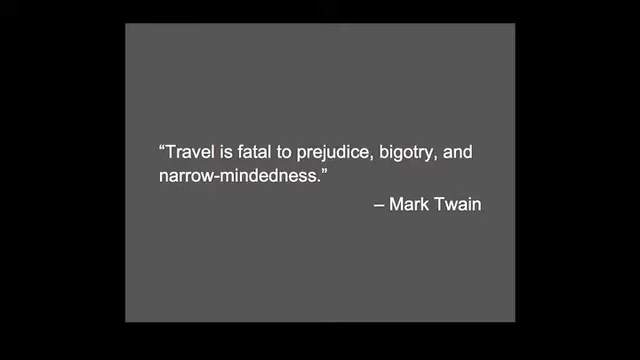 “Travel is fatal to prejudice, bigotry, and
narrow-mindedness.”
– Mark Twain